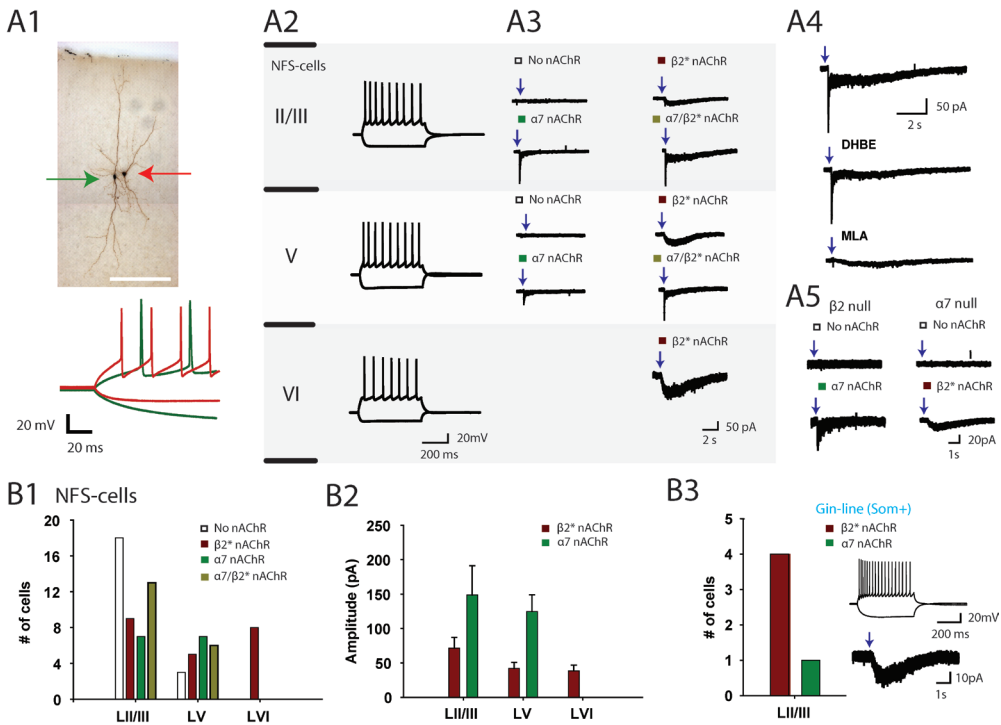 A1
20 mV
20 ms
A2
NFS-cells
II/III
V
VI
20mV
200 ms
A3
No nAChR
β2* nAChR
α7 nAChR
α7/β2* nAChR
No nAChR
β2* nAChR
α7 nAChR
α7/β2* nAChR
β2* nAChR
50 pA
2 s
A4
50 pA
2 s
DHBE
MLA
A5
β2 null
α7 null
No nAChR
No nAChR
α7 nAChR
β2* nAChR
20pA
1s
B1 NFS-cells
# of cells
20
16
12
8
4
0
No nAChR
β2* nAChR
α7 nAChR
α7/β2* nAChR
LII/III
LV
LVI
B2
Amplitude (pA)
250
200
150
100
50
0
β2* nAChR
α7 nAChR
LII/III
LV
LVI
B3
Gin-line (Som+)
β2* nAChR
α7 nAChR
# of cells
5
4
3
2
1
0
LII/III
20mV
200 ms
10pA
1s